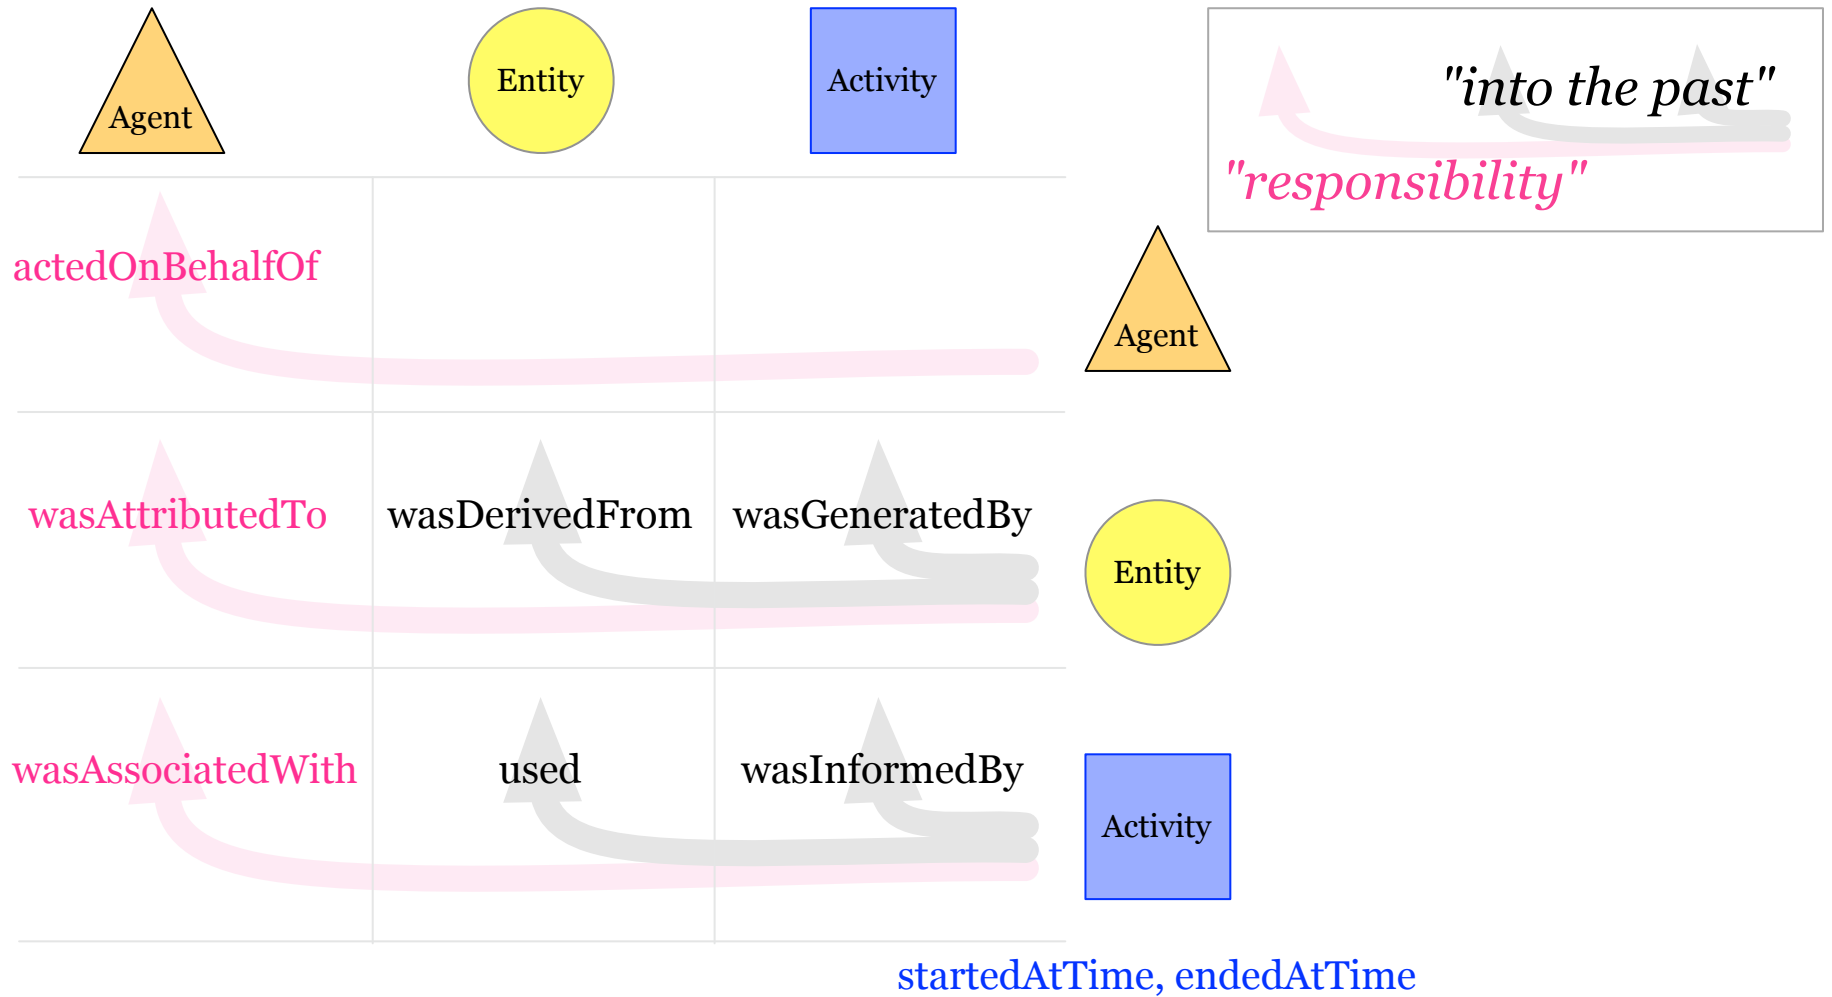 Agent
Entity
Activity
"into the past"
"responsibility"
actedOnBehalfOf
Agent
wasAttributedTo
wasDerivedFrom
wasGeneratedBy
Entity
wasAssociatedWith
used
wasInformedBy
Activity
startedAtTime, endedAtTime